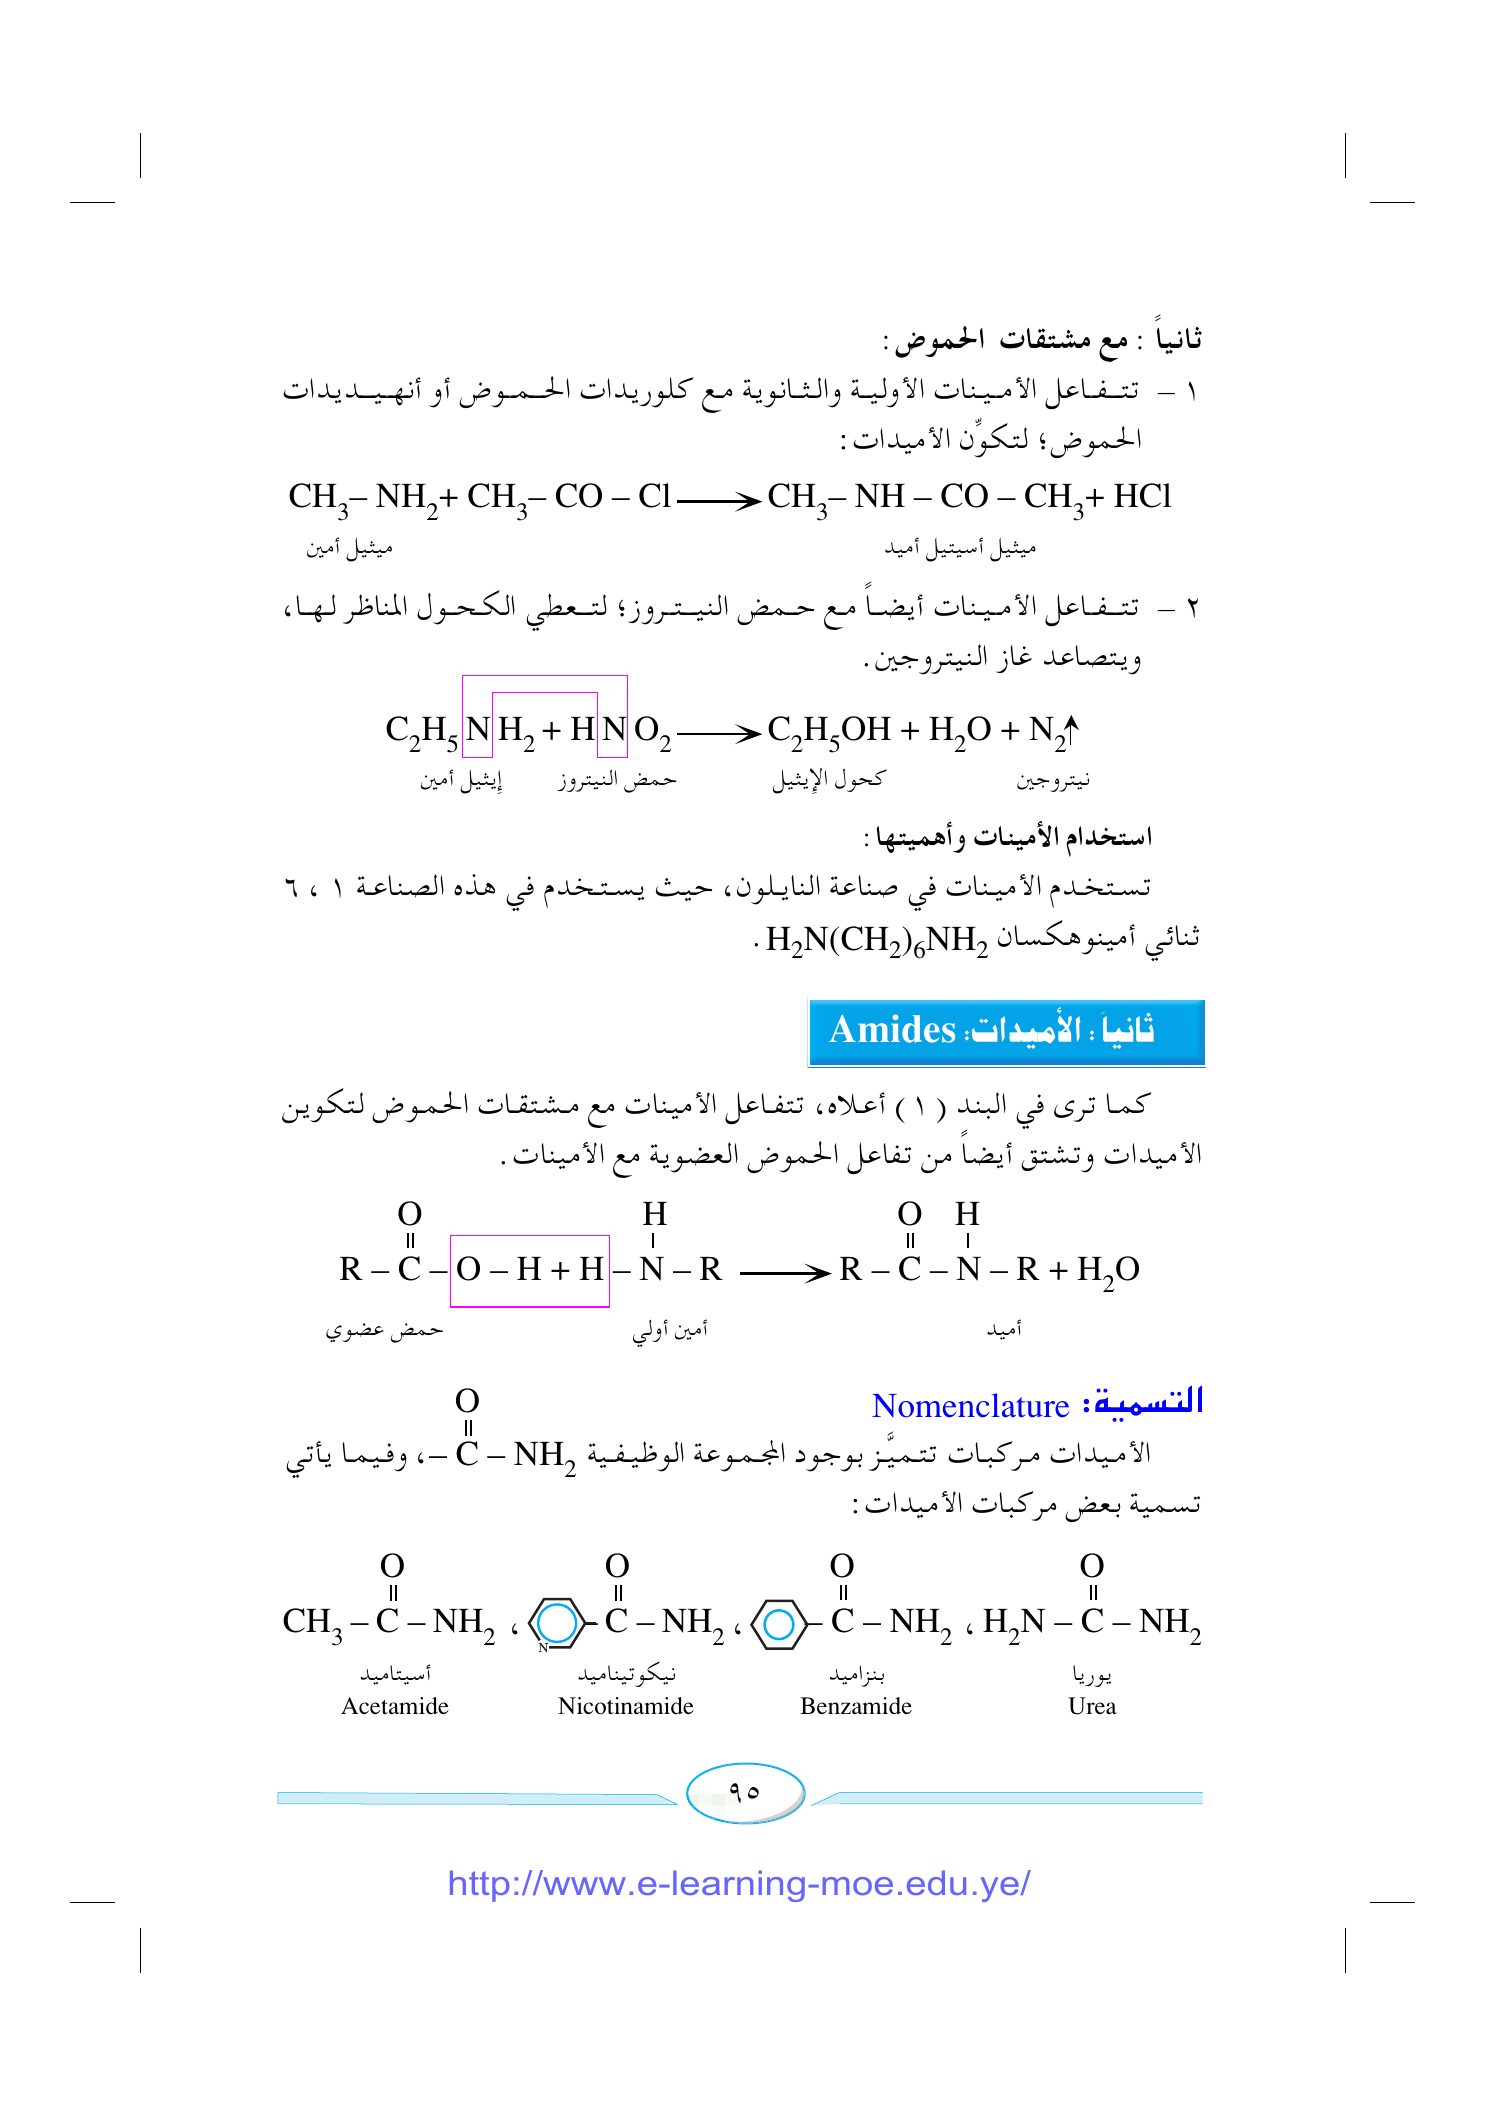 ثانياً : مع مشتقات الحموض :
١ – تتفاعل الأمينات الأولية والثانوية مع كلوريدات الحموض أو أنهيديدات
الحموض؛ لتكوِّن الأميدات :
CH₃– NH₂+ CH₃– CO – Cl ⟶ CH₃– NH – CO – CH₃+ HCl
ميثيل أمين ميثيل أسيتيل أميد
٢ – تتفاعل الأمينات أيضاً مع حمض النيتروز؛ لتعطي الكحول المناظر لها،
ويتصاعد غاز النيتروجين .
C₂H₅ N H₂ + H N O₂ ⟶ C₂H₅OH + H₂O + N₂↑
إيثيل أمين حمض النيتروز كحول الإيثيل نيتروجين
استخدام الأمينات وأهميتها :
تستخدم الأمينات في صناعة النايلون، حيث يستخدم في هذه الصناعة ١ ، ٦
ثنائي أمينوهكسان H₂N(CH₂)₆NH₂ .
ثانياً : الأميدات: Amides
كما ترى في البند ( ١ ) أعلاه، تتفاعل الأمينات مع مشتقات الحموض لتكوين
الأميدات وتشتق أيضاً من تفاعل الحموض العضوية مع الأمينات .
O H O H
R – C – O – H + H – N – R ⟶ R – C – N – R + H₂O
حمض عضوي أمين أولي أميد
التسمية: Nomenclature
O
الأميدات مركبات تتميَّز بوجود المجموعة الوظيفية – C – NH₂، وفيما يأتي
تسمية بعض مركبات الأميدات :
O O O O
CH₃ – C – NH₂ ، N – C – NH₂ ، – C – NH₂ ، H₂N – C – NH₂
أسيتاميد نيكوتيناميد بنزاميد يوريا
Acetamide Nicotinamide Benzamide Urea
٩٥
http://www.e-learning-moe.edu.ye/